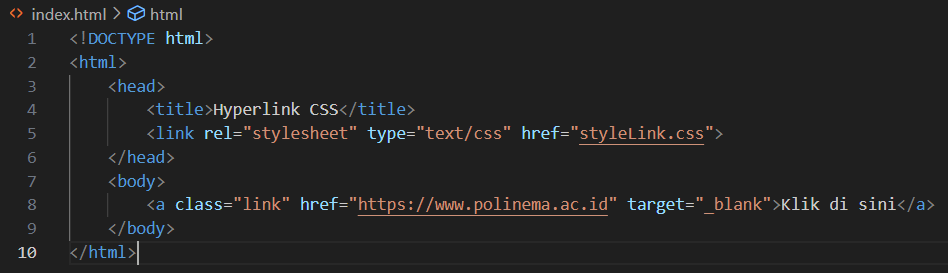 index.html > html
1 <!DOCTYPE html>
2 <html>
3     <head>
4         <title>Hyperlink CSS</title>
5         <link rel="stylesheet" type="text/css" href="styleLink.css">
6     </head>
7     <body>
8         <a class="link" href="https://www.polinema.ac.id" target="_blank">Klik di sini</a>
9     </body>
10 </html>